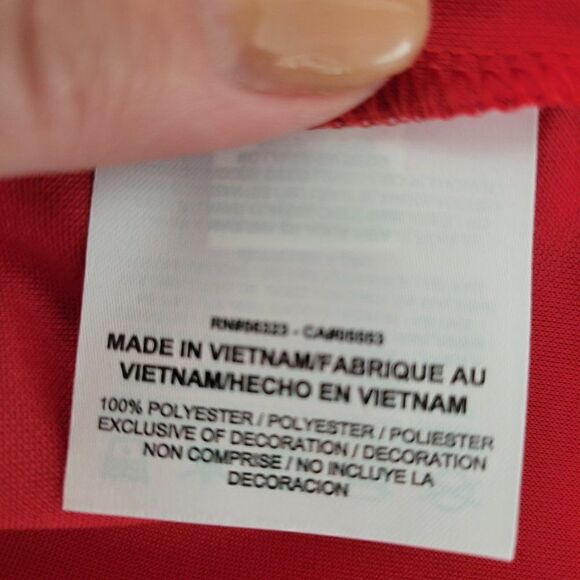 RN#56323 - CA#05553
MADE IN VIETNAM/FABRIQUE AU
VIETNAM/HECHO EN VIETNAM
100% POLYESTER / POLYESTER / POLIESTER
EXCLUSIVE OF DECORATION / DECORATION
NON COMPRISE / NO INCLUYE LA
DECORACION